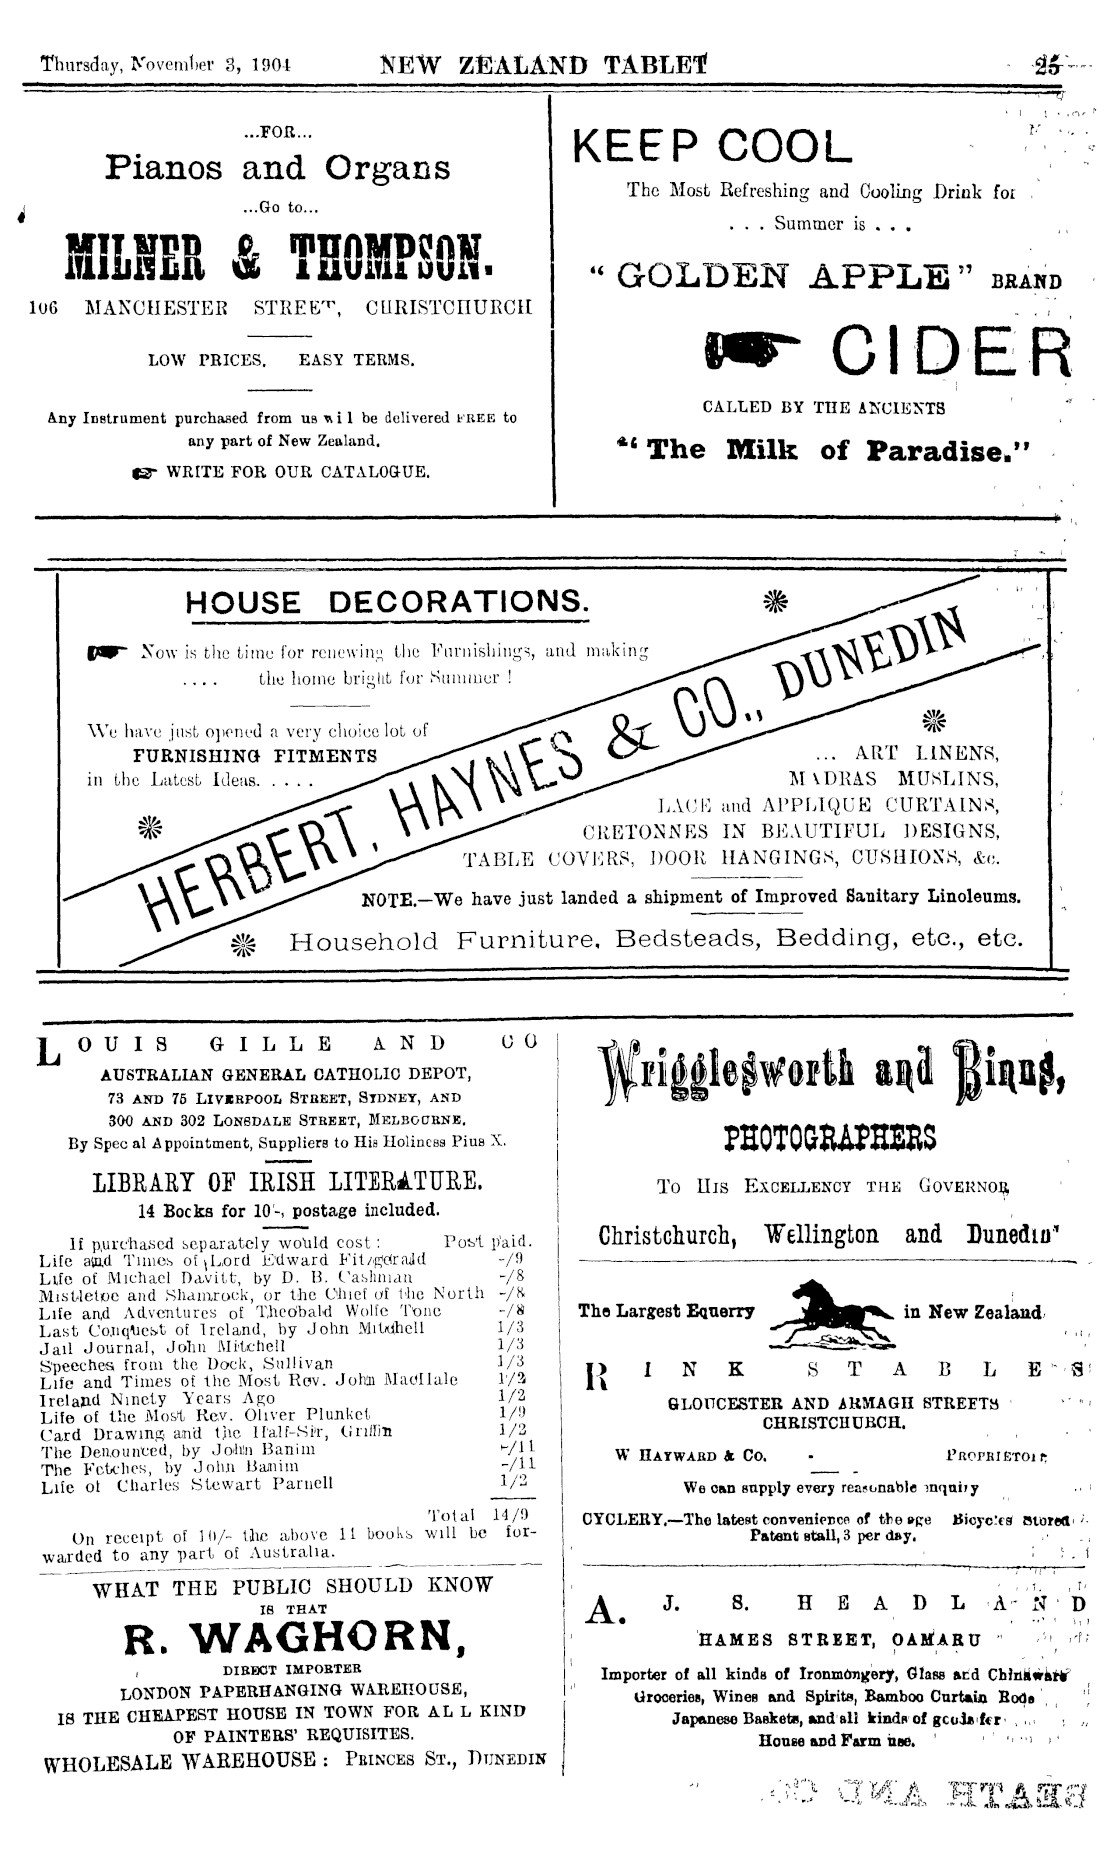 Thursday, November 3, 1904 NEW ZEALAND TABLET 25
...FOR...
Pianos and Organs
...Go to...
MILNER & THOMPSON.
106 MANCHESTER STREET, CHRISTCHURCH
LOW PRICES. EASY TERMS.
Any Instrument purchased from us will be delivered FREE to
any part of New Zealand.
WRITE FOR OUR CATALOGUE.
KEEP COOL
The Most Refreshing and Cooling Drink for
. . . Summer is . . .
"GOLDEN APPLE" BRAND
CIDER
CALLED BY THE ANCIENTS
"The Milk of Paradise."
HOUSE DECORATIONS.
Now is the time for renewing the Furnishings, and making
.... the home bright for Summer !
We have just opened a very choice lot of
FURNISHING FITMENTS
in the Latest Ideas. . . . . .
HERBERT, HAYNES & CO., DUNEDIN
... ART LINENS,
MADRAS MUSLINS,
LACE and APPLIQUE CURTAINS,
CRETONNES IN BEAUTIFUL DESIGNS,
TABLE COVERS, DOOR HANGINGS, CUSHIONS, &c.
NOTE.—We have just landed a shipment of Improved Sanitary Linoleums.
Household Furniture, Bedsteads, Bedding, etc., etc.
LOUIS GILLE AND CO
AUSTRALIAN GENERAL CATHOLIC DEPOT,
73 AND 75 LIVERPOOL STREET, SYDNEY, AND
300 AND 302 LONSDALE STREET, MELBOURNE.
By Special Appointment, Suppliers to His Holiness Pius X.
LIBRARY OF IRISH LITERATURE.
14 Books for 10/-, postage included.
If purchased separately would cost : Post paid.
Life and Times of Lord Edward Fitzgerald -/9
Life of Michael Davitt, by D. B. Cashman -/8
Mistletoe and Shamrock, or the Chief of the North -/8
Life and Adventures of Theobald Wolfe Tone -/8
Last Conquest of Ireland, by John Mitchell 1/3
Jail Journal, John Mitchell 1/3
Speeches from the Dock, Sullivan 1/3
Life and Times of the Most Rev. John MacHale 1/2
Ireland Ninety Years Ago 1/2
Life of the Most Rev. Oliver Plunket 1/9
Card Drawing and the Half-Sir, Griffin 1/2
The Denounced, by John Banim -/11
The Fetches, by John Banim -/11
Life of Charles Stewart Parnell 1/2
Total 14/9
On receipt of 10/- the above 14 books will be for-
warded to any part of Australia.
WHAT THE PUBLIC SHOULD KNOW
IS THAT
R. WAGHORN,
DIRECT IMPORTER
LONDON PAPERHANGING WAREHOUSE,
IS THE CHEAPEST HOUSE IN TOWN FOR ALL KIND
OF PAINTERS' REQUISITES.
WHOLESALE WAREHOUSE : PRINCES ST., DUNEDIN
Wrigglesworth and Binns,
PHOTOGRAPHERS
TO HIS EXCELLENCY THE GOVERNOR,
Christchurch, Wellington and Dunedin
The Largest Equerry in New Zealand
RINK STABLES
GLOUCESTER AND ARMAGH STREETS
CHRISTCHURCH.
W HAYWARD & CO. - PROPRIETORS
We can supply every reasonable inquiry
CYCLERY.—The latest convenience of the age Bicycles Stored
Patent stall, 3 per day.
A. J. S. HEADLAND
THAMES STREET, OAMARU
Importer of all kinds of Ironmongery, Glass and Chinaware
Groceries, Wines and Spirits, Bamboo Curtain Rods
Japanese Baskets, and all kinds of goods for
House and Farm use.